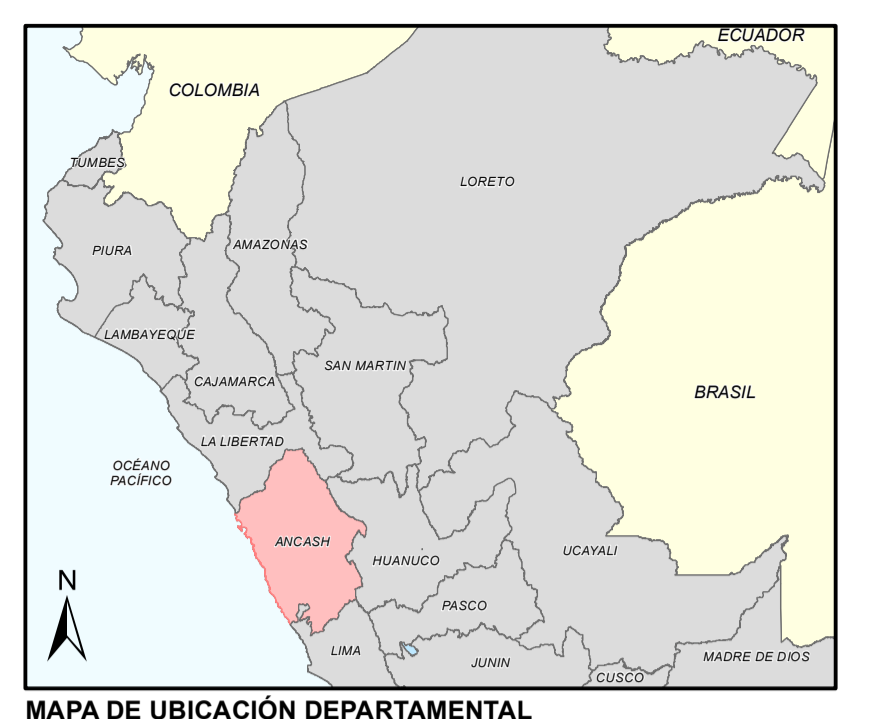 ECUADOR
COLOMBIA
TUMBES
LORETO
AMAZONAS
PIURA
LAMBAYEQUE
SAN MARTIN
CAJAMARCA
BRASIL
LA LIBERTAD
OCÉANO
PACÍFICO
ANCASH
HUANUCO
UCAYALI
N
PASCO
LIMA
JUNIN
MADRE DE DIOS
CUSCO
MAPA DE UBICACIÓN DEPARTAMENTAL